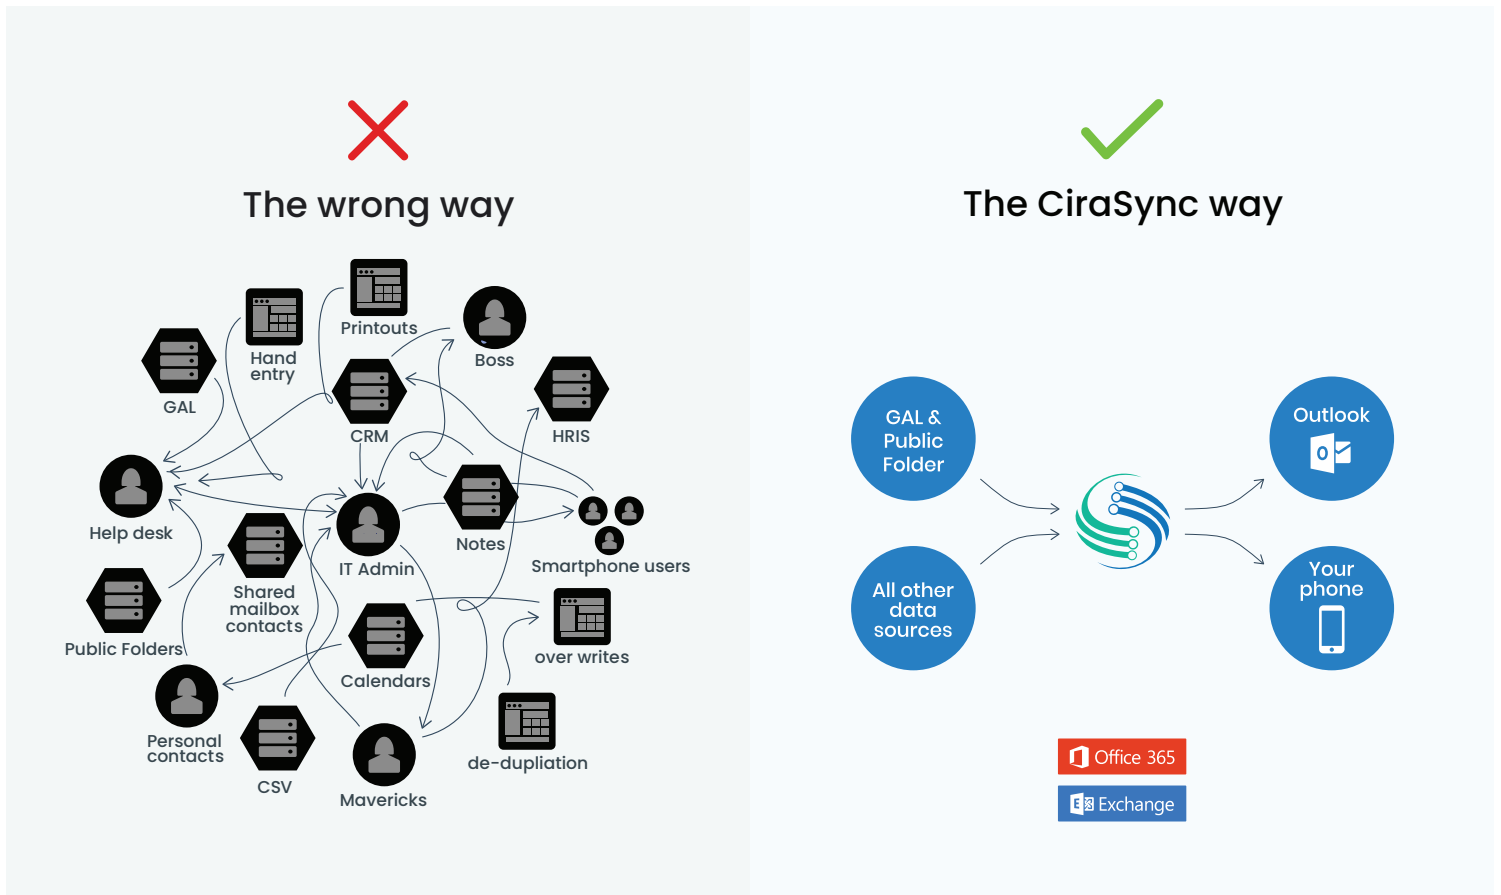 The wrong way
Printouts
Hand
entry
Boss
GAL
CRM
HRIS
Help desk
Notes
IT Admin
Smartphone users
Shared
mailbox
contacts
Public Folders
over writes
Calendars
Personal
contacts
de-dupliation
CSV
Mavericks
The CiraSync way
GAL &
Public
Folder
Outlook
O
All other
data
sources
Your
phone
Office 365
E Exchange